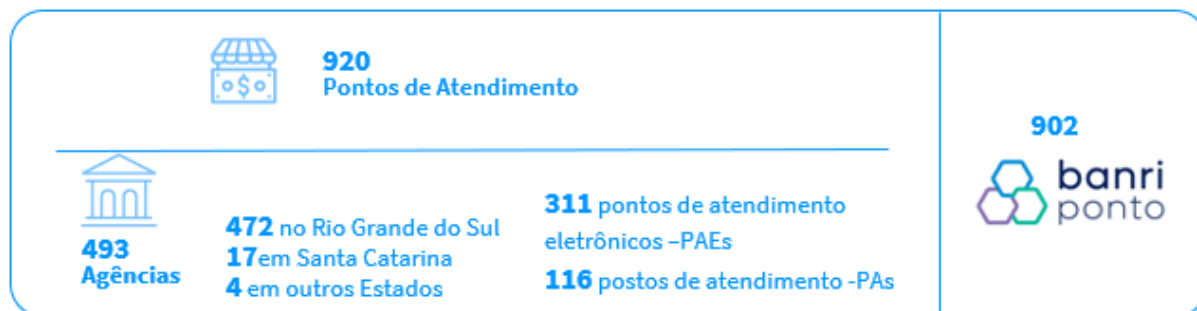 920
Pontos de Atendimento
493
Agências
472 no Rio Grande do Sul
17em Santa Catarina
4 em outros Estados
311 pontos de atendimento
eletrônicos –PAEs
116 postos de atendimento -PAs
902
banri
ponto